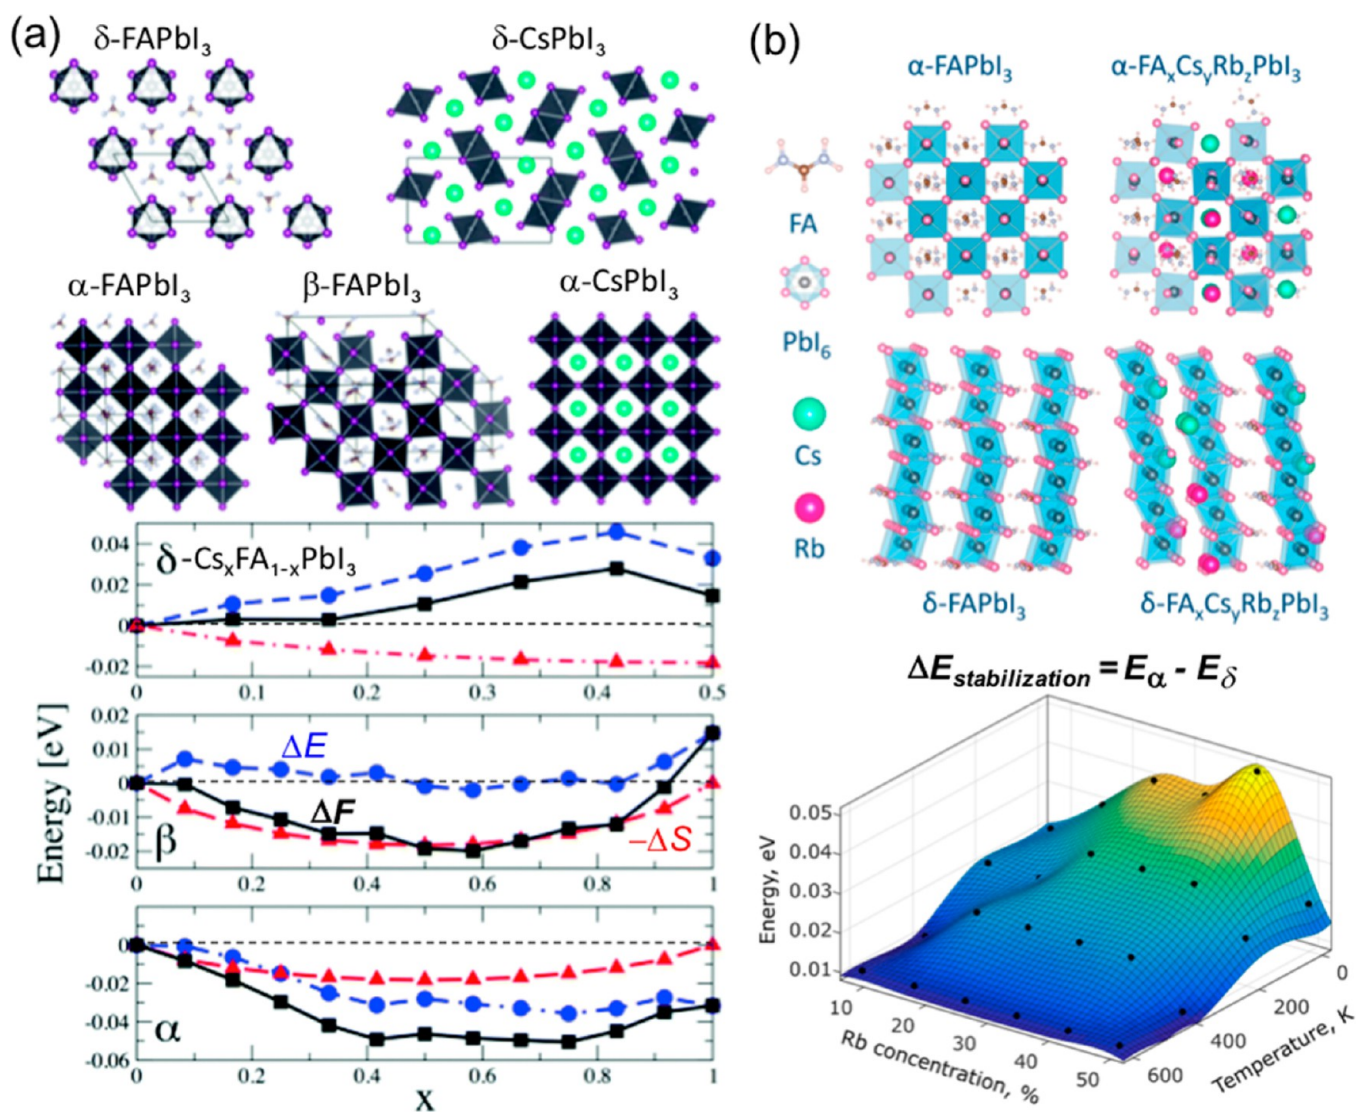 (a)
δ-FAPbI3
δ-CsPbI3
α-FAPbI3
β-FAPbI3
α-CsPbI3
Energy [eV]
0.04
0.02
0
-0.02
δ-CsxFA1-xPbI3
0
0.1
0.2
0.3
0.4
0.5
0.02
0.01
0
-0.01
-0.02
ΔE
ΔF
−ΔS
β
0
0.2
0.4
0.6
0.8
1
0
-0.02
-0.04
-0.06
α
0
0.2
0.4
0.6
0.8
1
x
(b)
α-FAPbI3
α-FAxCsyRbzPbI3
FA
PbI6
Cs
Rb
δ-FAPbI3
δ-FAxCsyRbzPbI3
ΔEstabilization = Eα - Eδ
Energy, eV
0.05
0.04
0.03
0.02
0.01
10
20
30
40
50
Rb concentration, %
0
200
400
600
Temperature, K